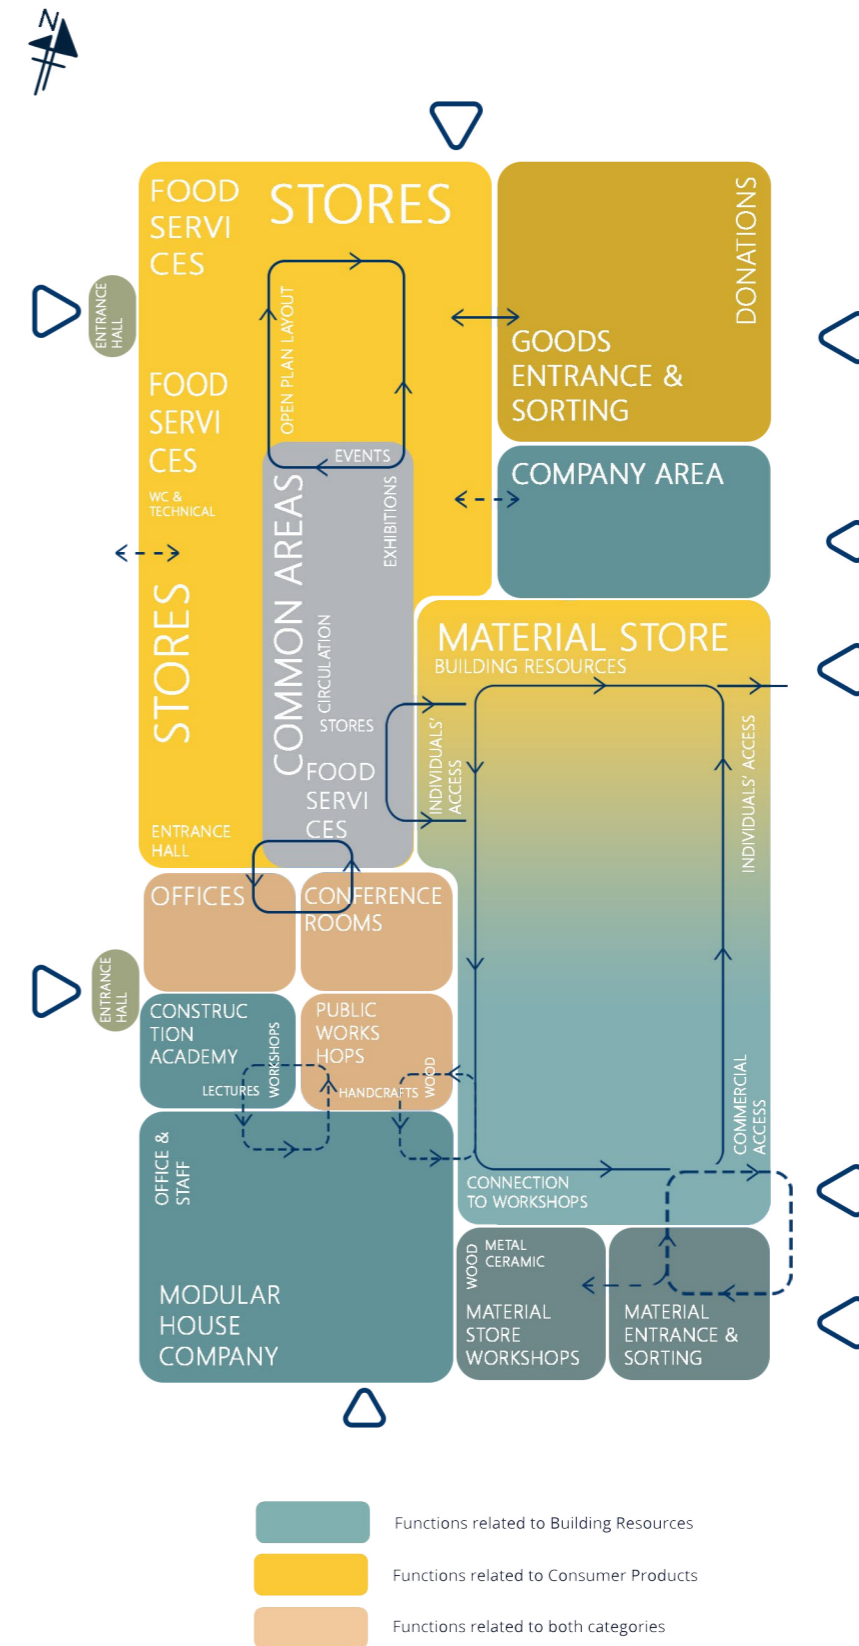 N
FOOD
SERVI
CES
STORES
DONATIONS
ENTRANCE
HALL
OPEN PLAN LAYOUT
GOODS
ENTRANCE &
SORTING
FOOD
SERVI
CES
WC &
TECHNICAL
EVENTS
EXHIBITIONS
COMMON AREAS
COMPANY AREA
STORES
CIRCULATION
STORES
FOOD
SERVI
CES
MATERIAL STORE
BUILDING RESOURCES
INDIVIDUALS'
ACCESS
INDIVIDUALS' ACCESS
ENTRANCE
HALL
OFFICES
CONFERENCE
ROOMS
ENTRANCE
HALL
CONSTRUC
TION
ACADEMY
LECTURES
WORKSHOPS
PUBLIC
WORKS
HOPS
HANDCRAFTS
WOOD
COMMERCIAL
ACCESS
OFFICE &
STAFF
CONNECTION
TO WORKSHOPS
MODULAR
HOUSE
COMPANY
WOOD
METAL
CERAMIC
MATERIAL
STORE
WORKSHOPS
MATERIAL
ENTRANCE &
SORTING
Functions related to Building Resources
Functions related to Consumer Products
Functions related to both categories